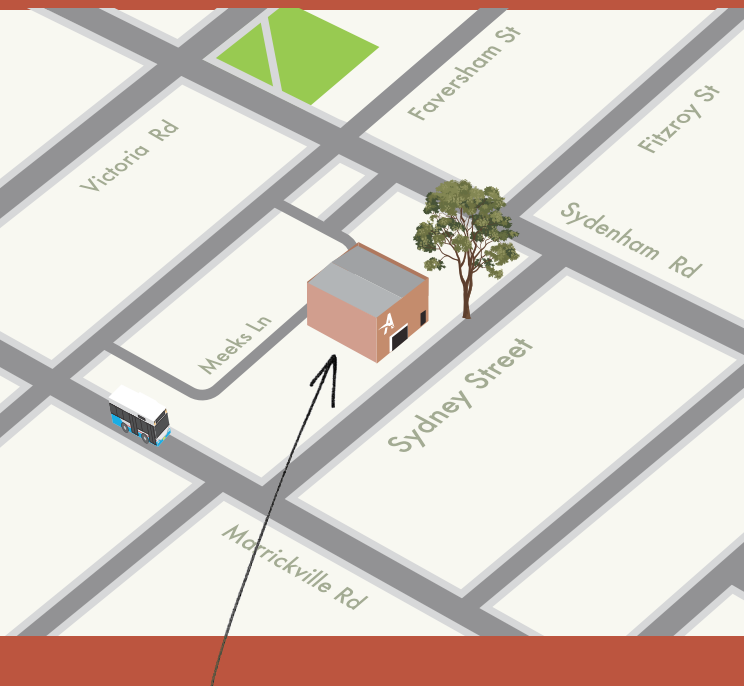 Faversham St
Fitzroy St
Victoria Rd
Sydenham Rd
Meeks Ln
A
Sydney Street
Marrickville Rd